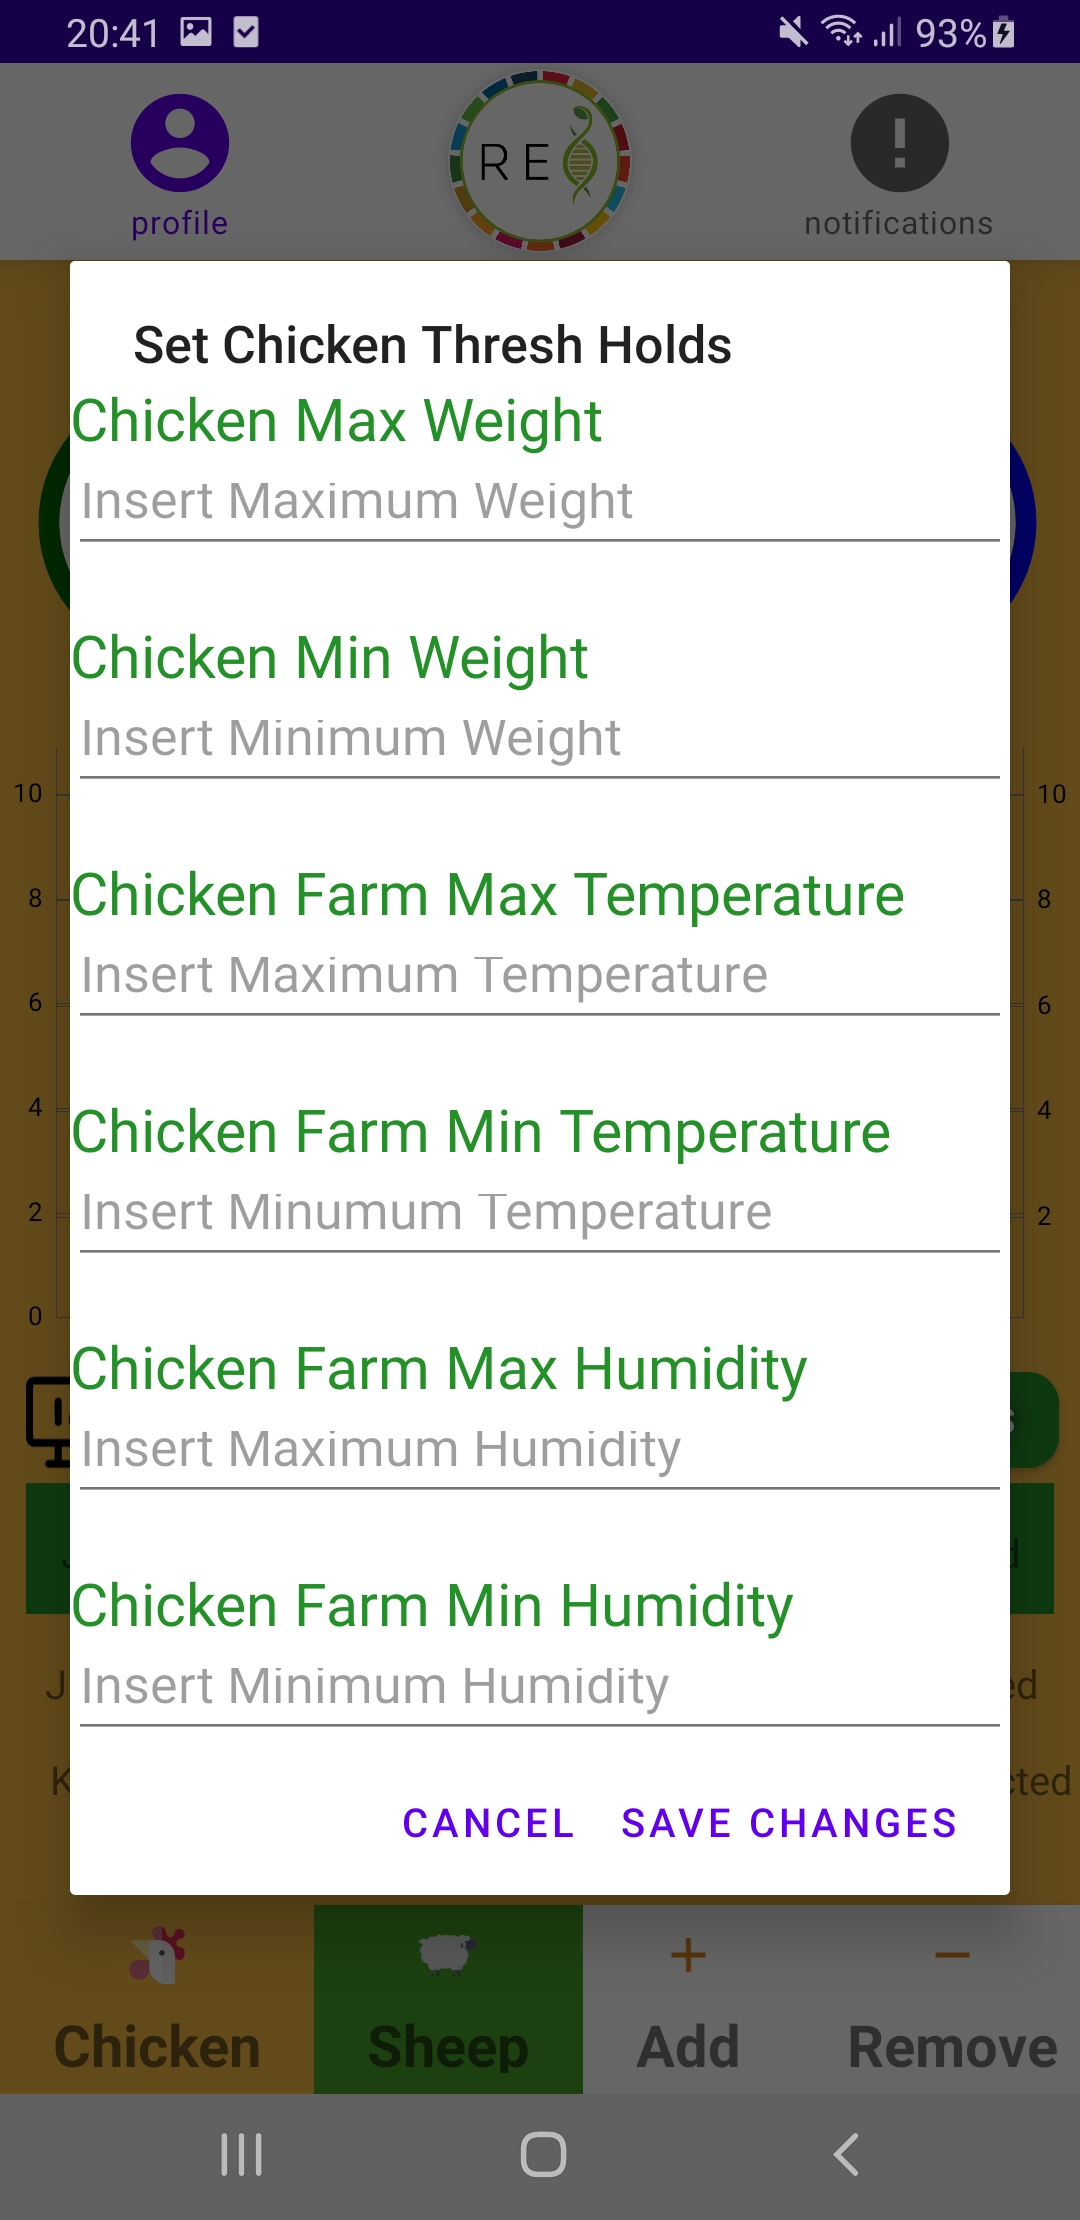 20:41 93%
profile
RE
notifications
Set Chicken Thresh Holds
Chicken Max Weight
Insert Maximum Weight
Chicken Min Weight
Insert Minimum Weight
10 10
Chicken Farm Max Temperature
8 8
Insert Maximum Temperature
6 6
Chicken Farm Min Temperature
4 4
Insert Minumum Temperature
2 2
0
Chicken Farm Max Humidity
Insert Maximum Humidity
Chicken Farm Min Humidity
Insert Minimum Humidity
CANCEL SAVE CHANGES
Chicken Sheep Add Remove